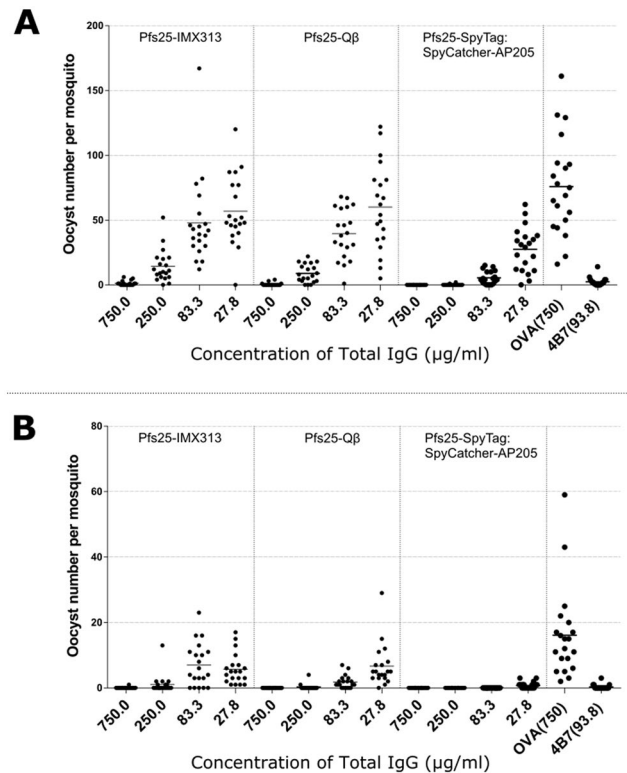 A
Pfs25-IMX313
Pfs25-Qβ
Pfs25-SpyTag:
SpyCatcher-AP205
Oocyst number per mosquito
200
150
100
50
0
750.0
250.0
83.3
27.8
750.0
250.0
83.3
27.8
750.0
250.0
83.3
27.8
OVA(750)
4B7(93.8)
Concentration of Total IgG (µg/ml)
B
Pfs25-IMX313
Pfs25-Qβ
Pfs25-SpyTag:
SpyCatcher-AP205
Oocyst number per mosquito
80
60
40
20
0
750.0
250.0
83.3
27.8
750.0
250.0
83.3
27.8
750.0
250.0
83.3
27.8
OVA(750)
4B7(93.8)
Concentration of Total IgG (µg/ml)